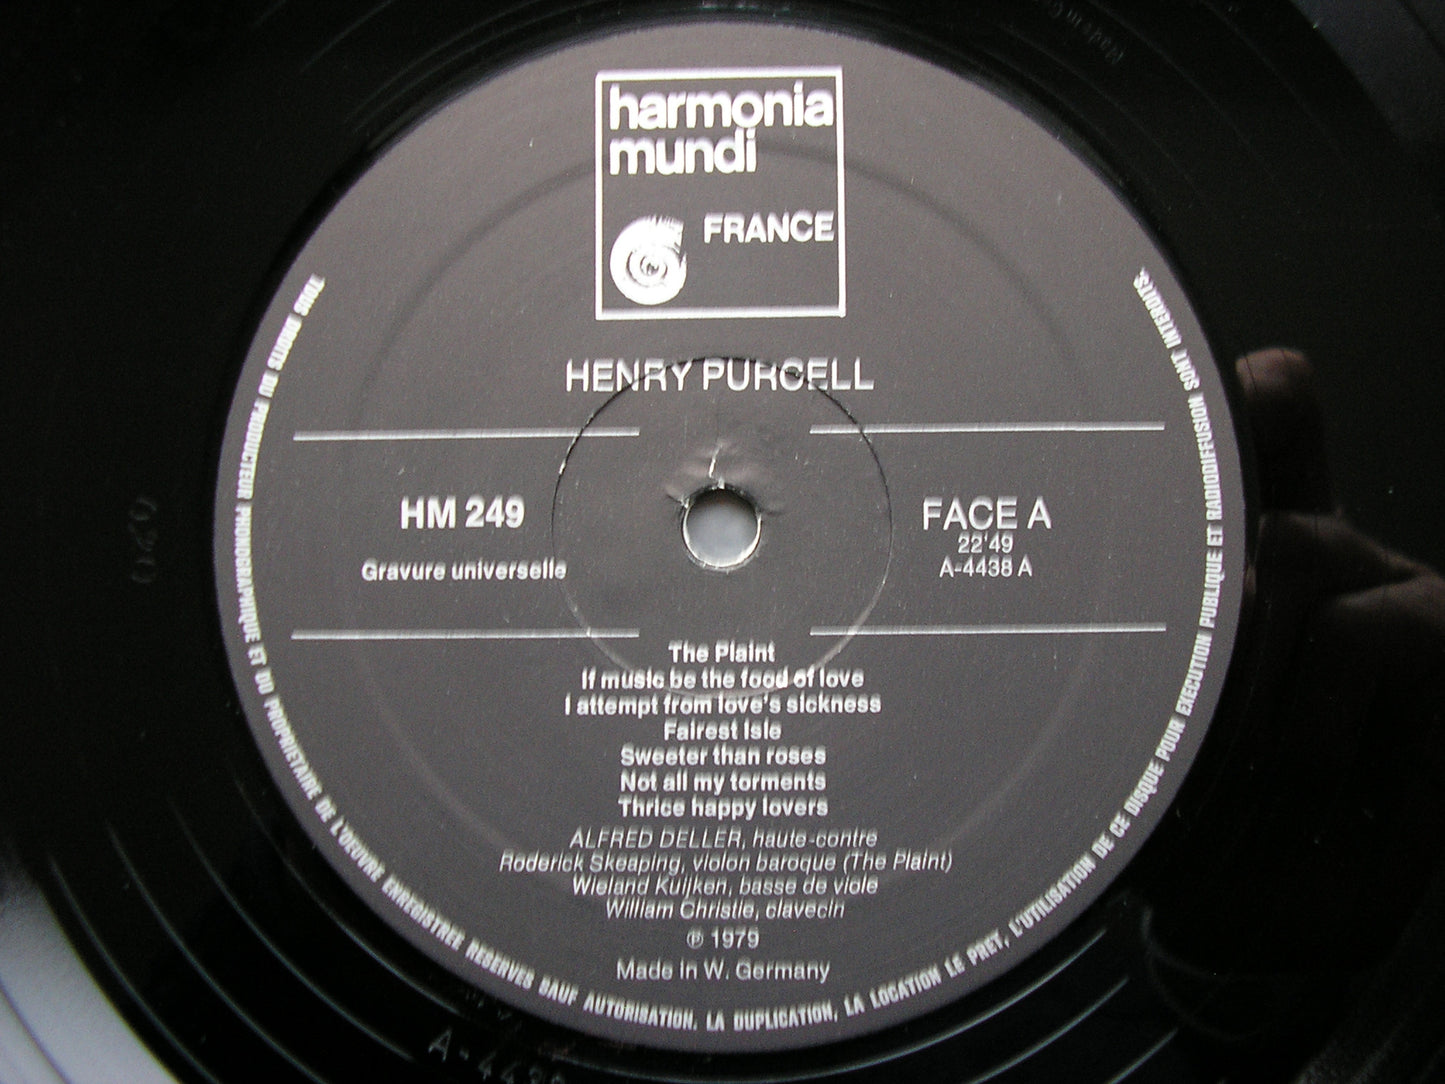 harmonia
mundi
FRANCE
HENRY PURCELL
HM 249
Gravure universelle
FACE A
22'49
A-4438 A
The Plaint
If music be the food of love
I attempt from love's sickness
Fairest Isle
Sweeter than roses
Not all my torments
Thrice happy lovers
ALFRED DELLER, haute-contre
Roderick Skeaping, violon baroque (The Plaint)
Wieland Kuijken, basse de viole
William Christie, clavecin
℗ 1979
Made in W. Germany
TOUS DROITS DU PRODUCTEUR PHONOGRAPHIQUE ET DU PROPRIETAIRE DE L'OEUVRE ENREGISTREE RESERVES SAUF AUTORISATION, LA DUPLICATION, LA LOCATION LE PRET, L'UTILISATION DE CE DISQUE POUR EXECUTION PUBLIQUE ET RADIODIFFUSION SONT INTERDITS.